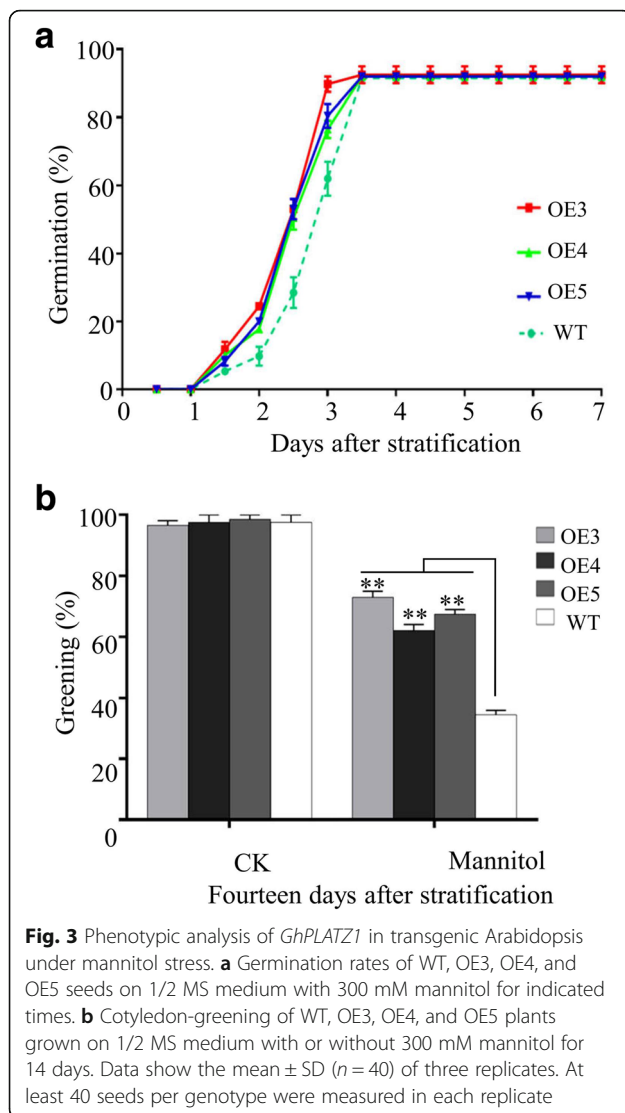 a
100
80
60
40
20
0
Germination (%)
OE3
OE4
OE5
WT
0 1 2 3 4 5 6 7
Days after stratification
b
100
80
60
40
20
0
Greening (%)
OE3
OE4
OE5
WT
** ** **
CK Mannitol
Fourteen days after stratification
Fig. 3 Phenotypic analysis of GhPLATZ1 in transgenic Arabidopsis
under mannitol stress. a Germination rates of WT, OE3, OE4, and
OE5 seeds on 1/2 MS medium with 300 mM mannitol for indicated
times. b Cotyledon-greening of WT, OE3, OE4, and OE5 plants
grown on 1/2 MS medium with or without 300 mM mannitol for
14 days. Data show the mean ± SD (n = 40) of three replicates. At
least 40 seeds per genotype were measured in each replicate